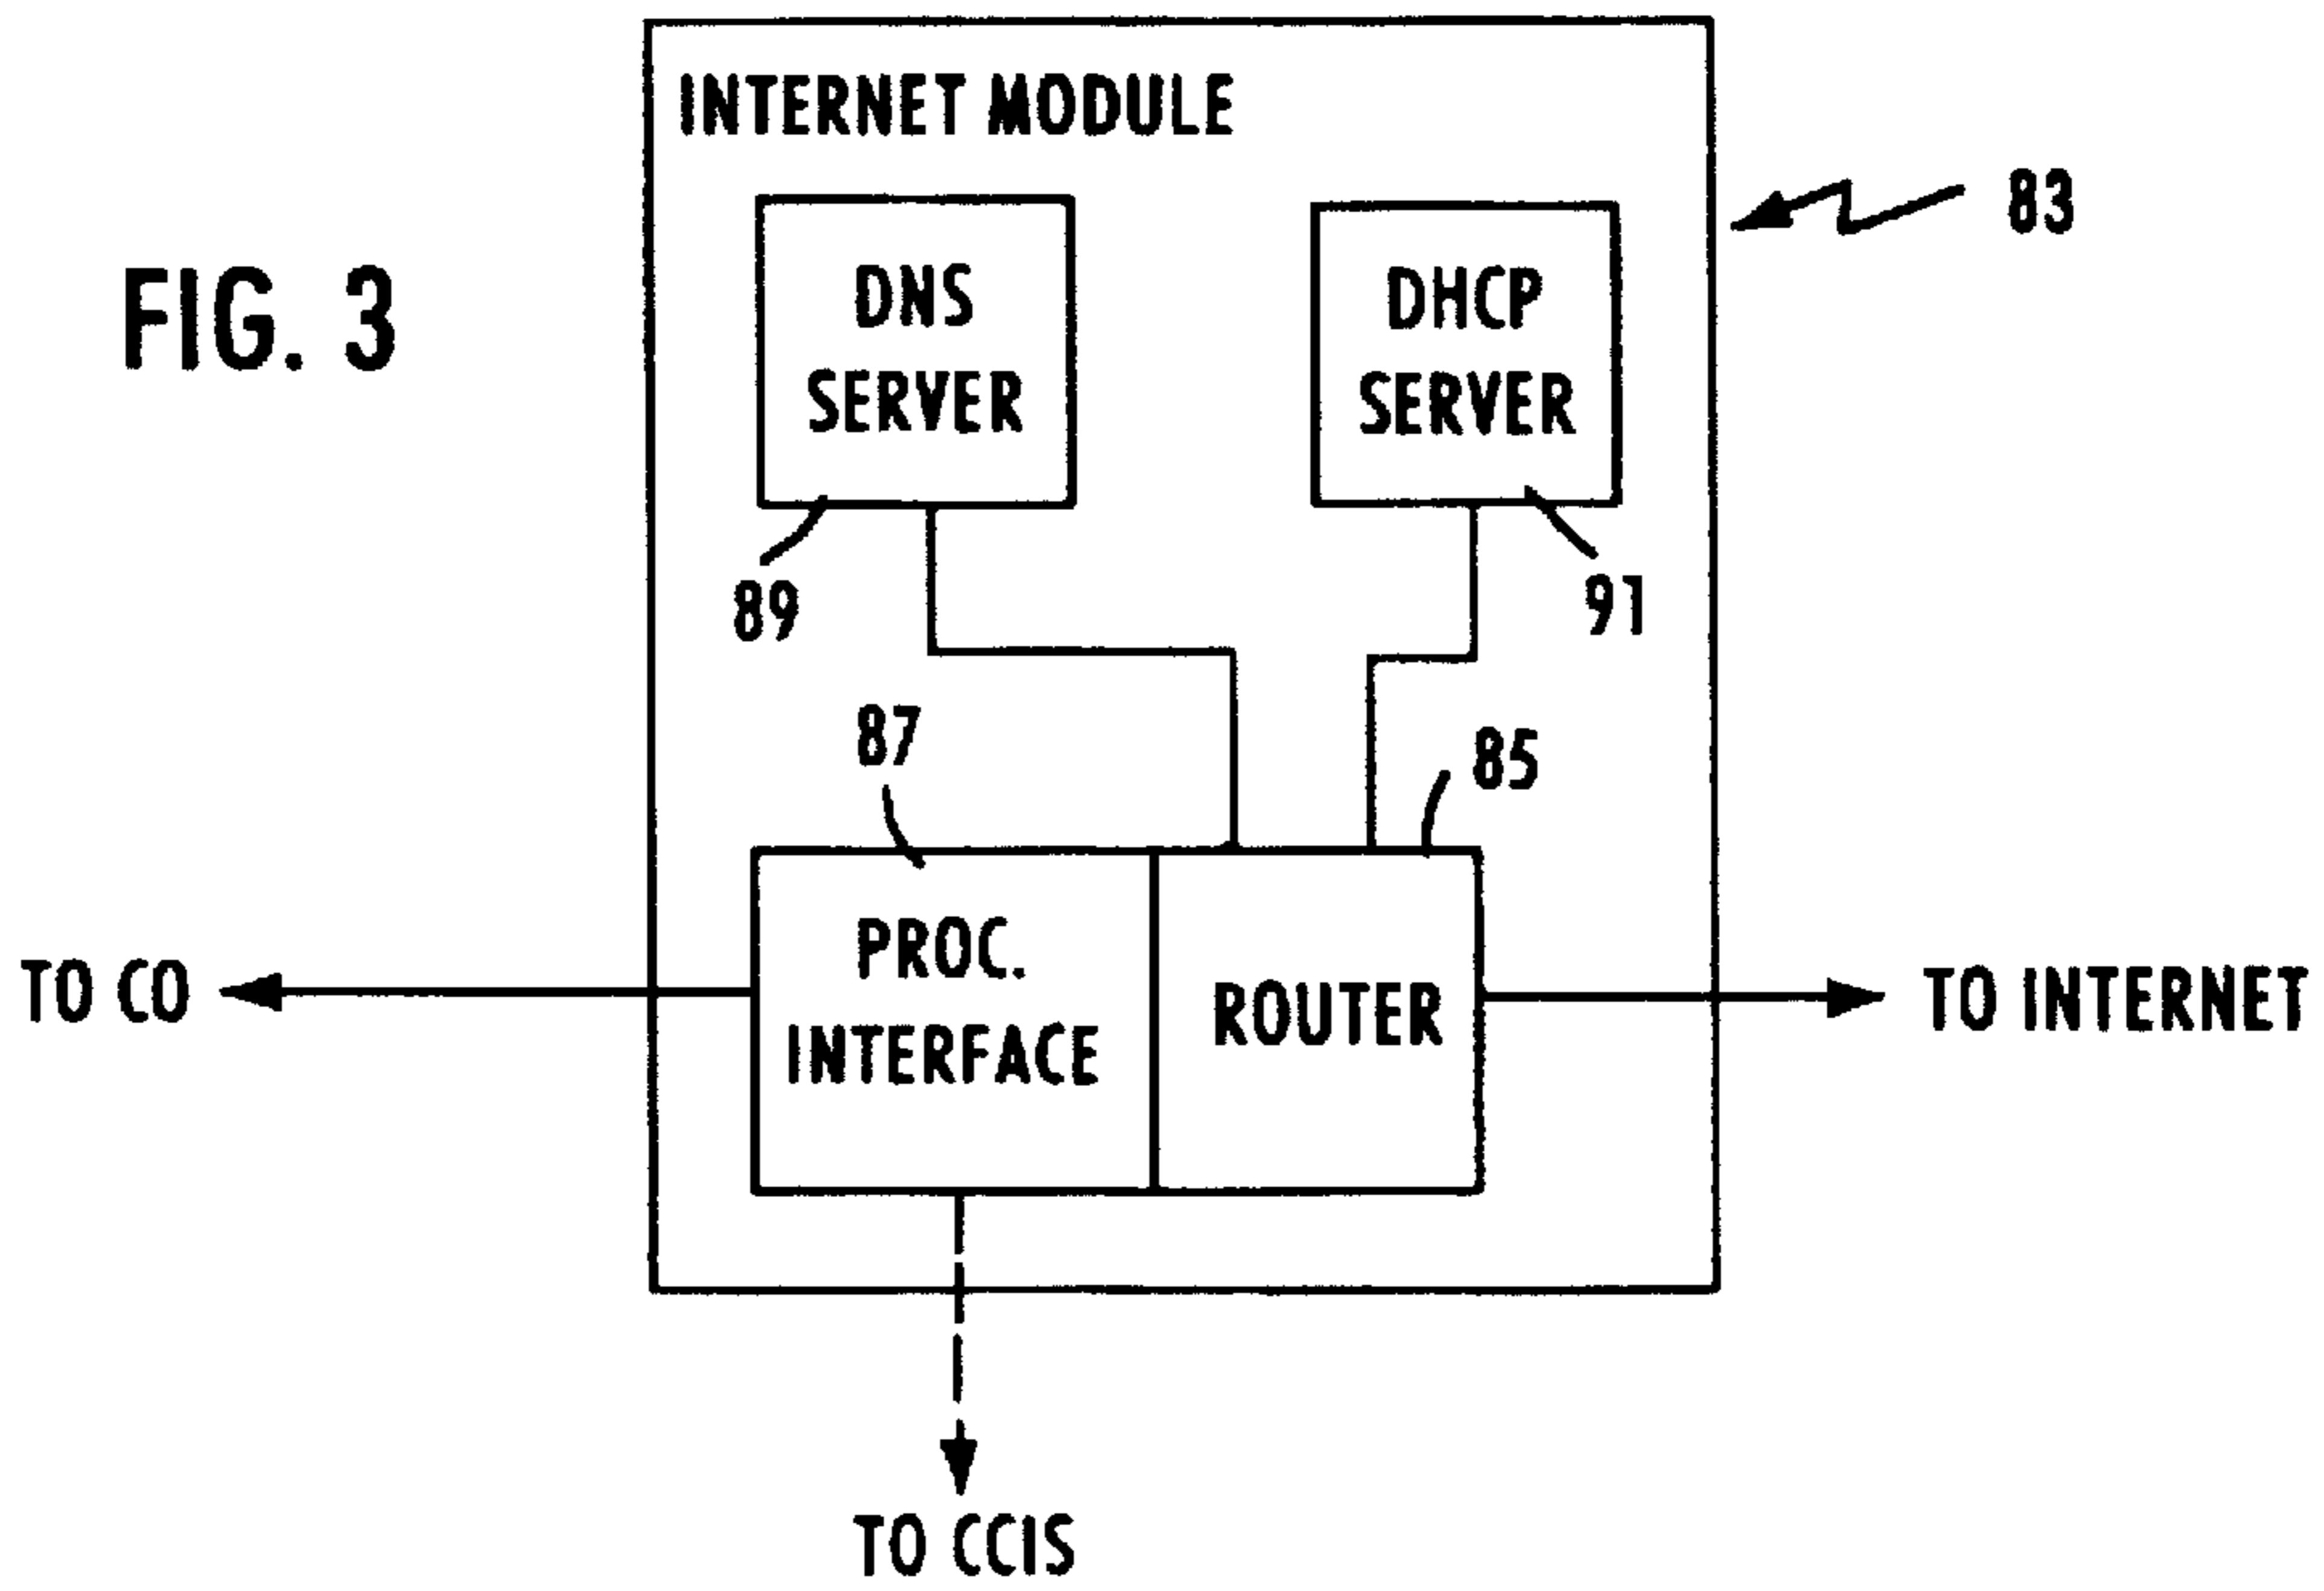 FIG. 3
INTERNET MODULE
83
DNS
SERVER
DHCP
SERVER
89
91
87
85
PROC.
INTERFACE
ROUTER
TO CO
TO INTERNET
TO CCIS